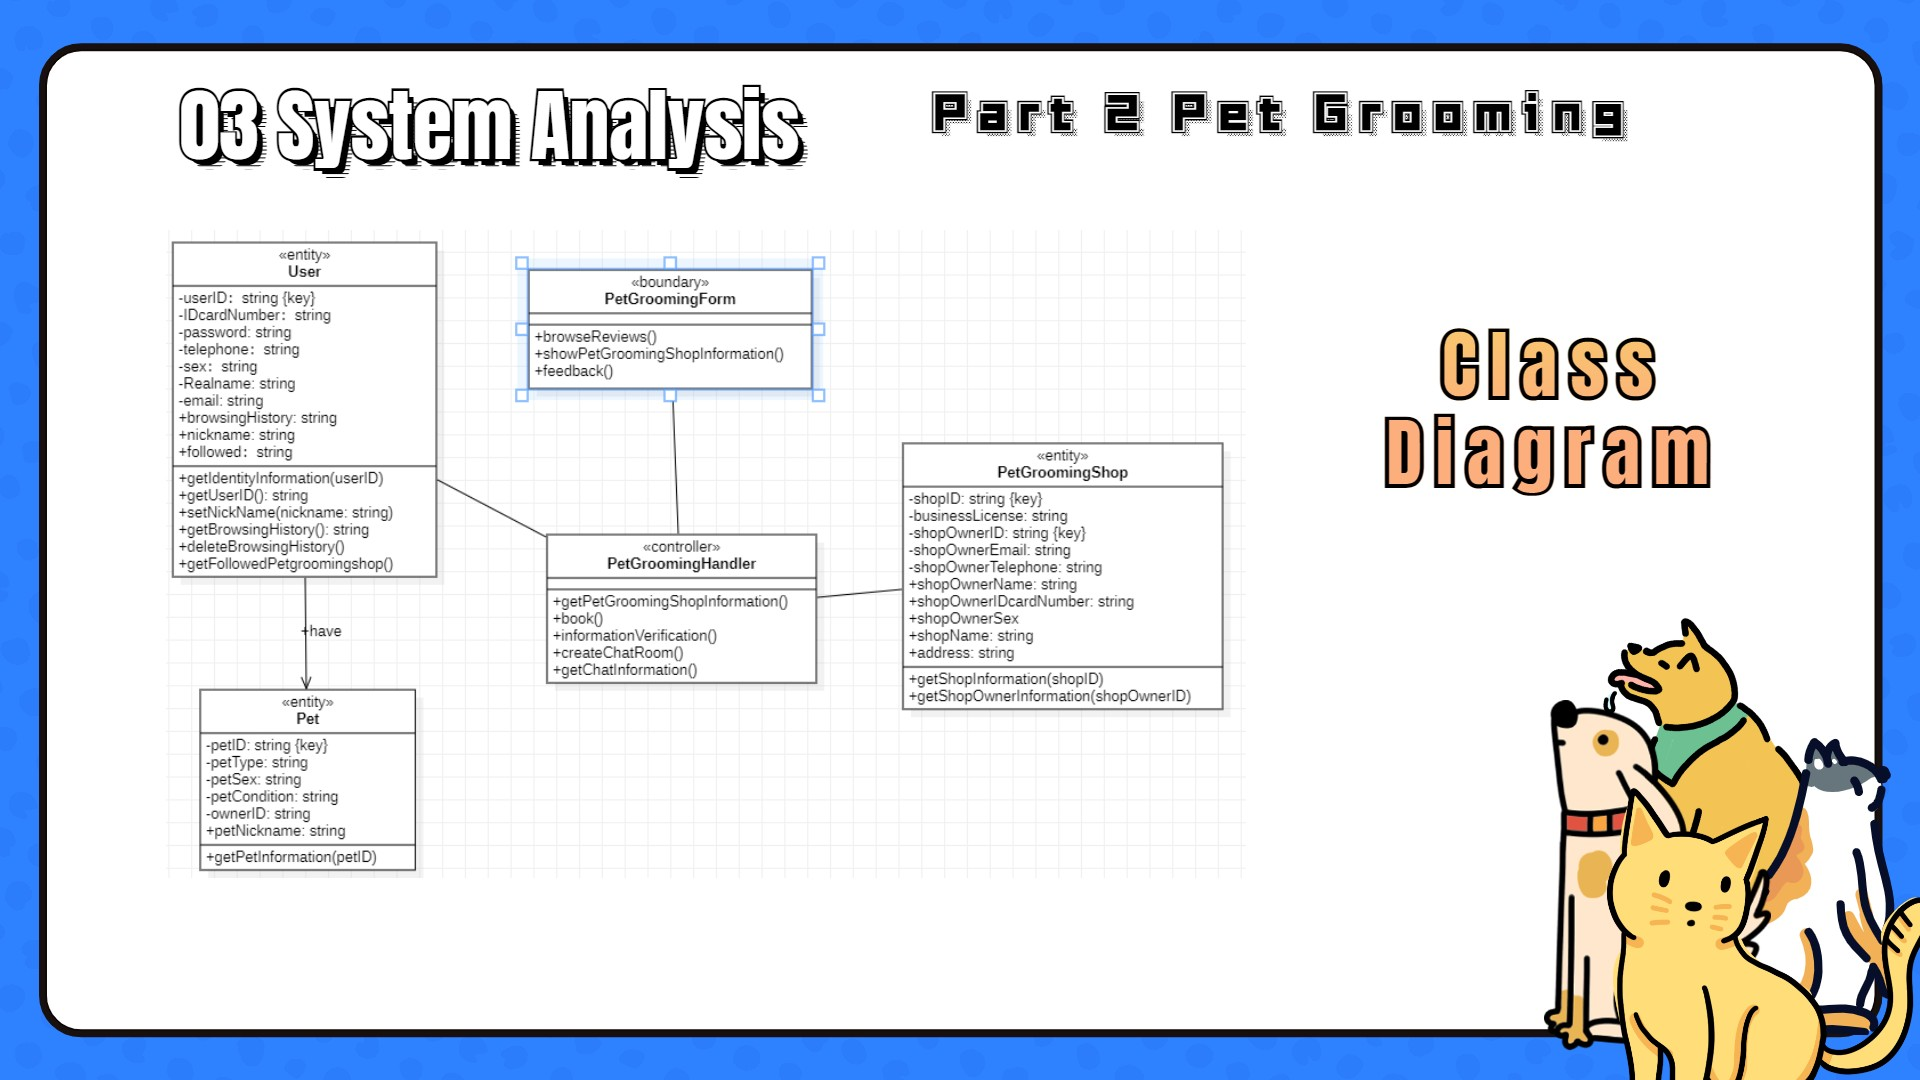 03 System Analysis
Part 2 Pet Grooming
«entity»
User
-userID: string {key}
-IDcardNumber: string
-password: string
-telephone: string
-sex: string
-Realname: string
-email: string
+browsingHistory: string
+nickname: string
+followed: string
+getIdentityInformation(userID)
+getUserID(): string
+setNickName(nickname: string)
+getBrowsingHistory(): string
+deleteBrowsingHistory()
+getFollowedPetgroomingshop()
+have
«entity»
Pet
-petID: string {key}
-petType: string
-petSex: string
-petCondition: string
-ownerID: string
+petNickname: string
+getPetInformation(petID)
«boundary»
PetGroomingForm
+browseReviews()
+showPetGroomingShopInformation()
+feedback()
«controller»
PetGroomingHandler
+getPetGroomingShopInformation()
+book()
+informationVerification()
+createChatRoom()
+getChatInformation()
«entity»
PetGroomingShop
-shopID: string {key}
-businessLicense: string
-shopOwnerID: string {key}
-shopOwnerEmail: string
-shopOwnerTelephone: string
+shopOwnerName: string
+shopOwnerIDcardNumber: string
+shopOwnerSex
+shopName: string
+address: string
+getShopInformation(shopID)
+getShopOwnerInformation(shopOwnerID)
Class
Diagram